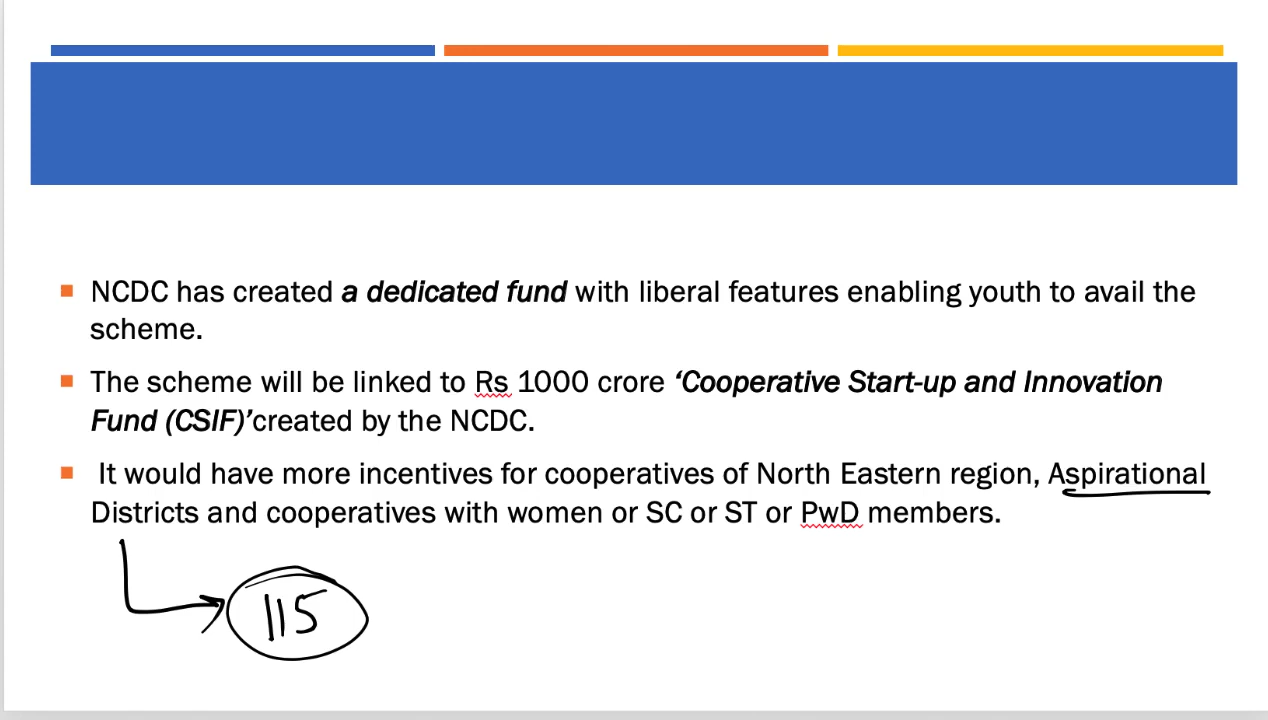 NCDC has created a dedicated fund with liberal features enabling youth to avail the
scheme.
The scheme will be linked to Rs 1000 crore ‘Cooperative Start-up and Innovation
Fund (CSIF)’created by the NCDC.
It would have more incentives for cooperatives of North Eastern region, Aspirational
Districts and cooperatives with women or SC or ST or PwD members.
115